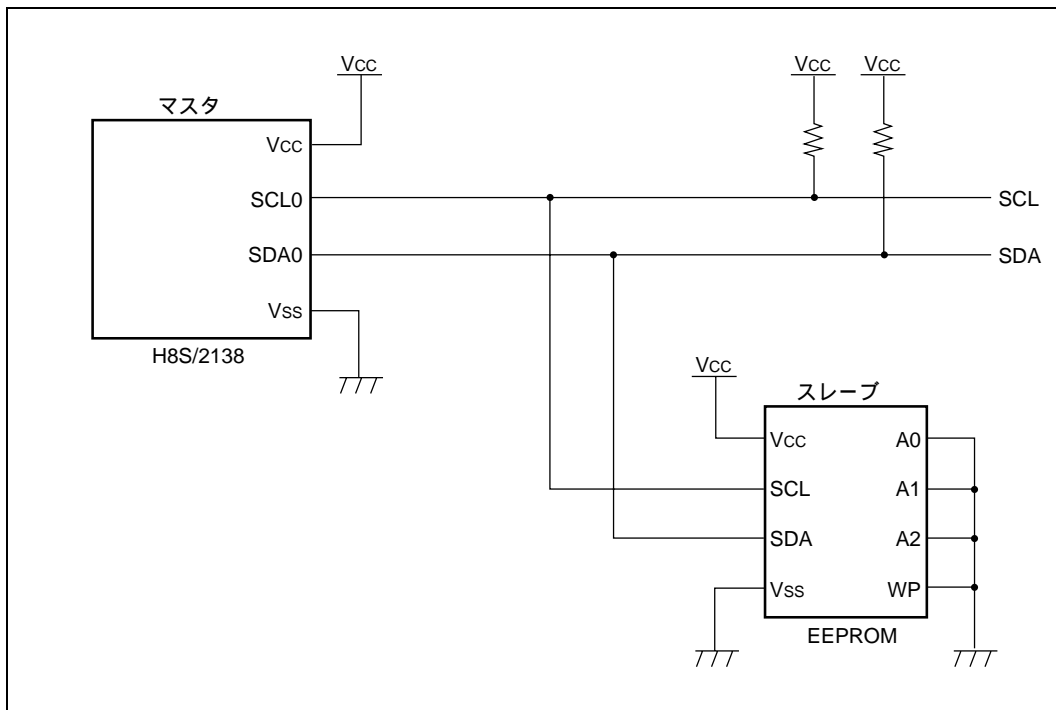 Vcc
Vcc
Vcc
マスタ
Vcc
SCL0
SCL
SDA0
SDA
Vss
H8S/2138
Vcc
スレーブ
Vcc
A0
SCL
A1
SDA
A2
Vss
WP
EEPROM